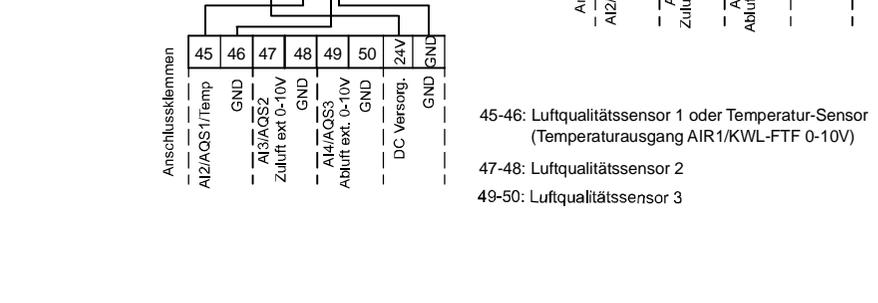 45 46 47 48 49 50 24V GND
Anschlussklemmen
AI2/AQS1/Temp
GND
AI3/AQS2
Zuluft ext 0-10V
GND
AI4/AQS3
Abluft ext. 0-10V
GND
DC Versorg.
GND
AI2/
45-46: Luftqualitätssensor 1 oder Temperatur-Sensor
(Temperaturausgang AIR1/KWL-FTF 0-10V)
47-48: Luftqualitätssensor 2
49-50: Luftqualitätssensor 3